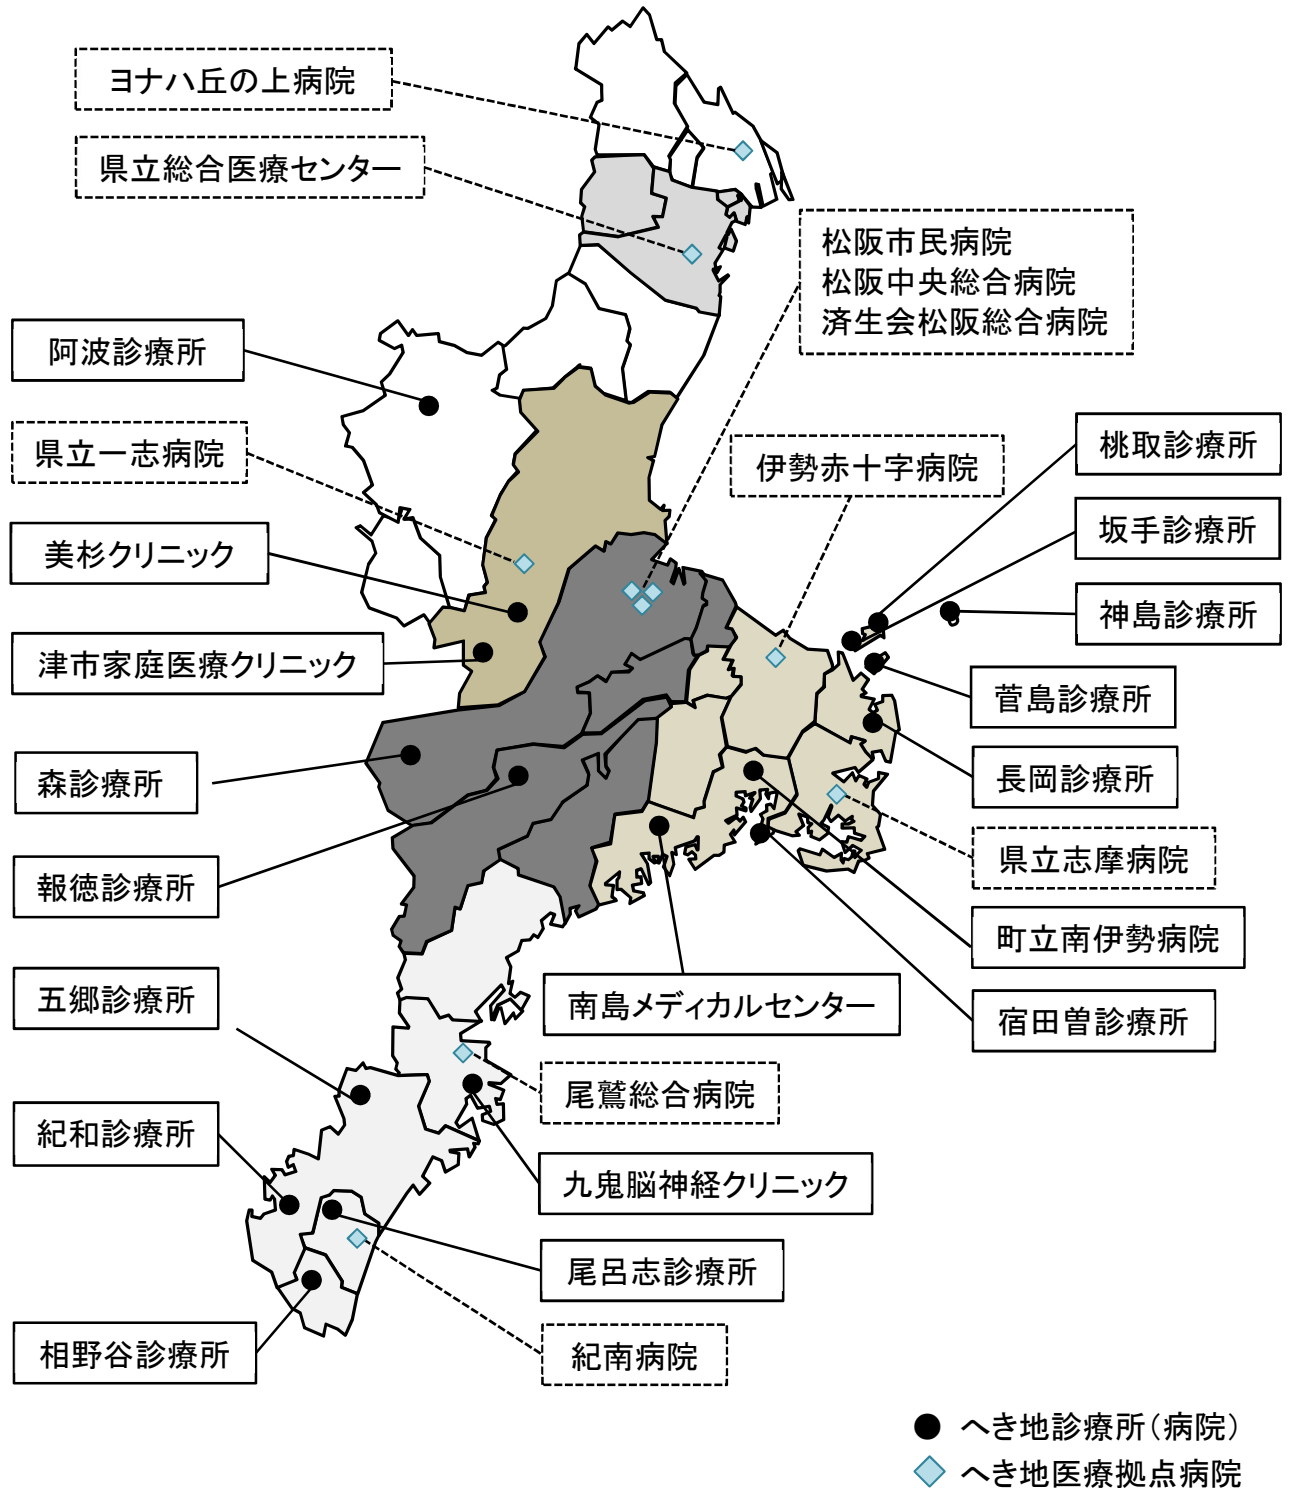 ヨナハ丘の上病院
県立総合医療センター
松阪市民病院
松阪中央総合病院
済生会松阪総合病院
阿波診療所
県立一志病院
伊勢赤十字病院
桃取診療所
坂手診療所
美杉クリニック
神島診療所
津市家庭医療クリニック
菅島診療所
森診療所
長岡診療所
報徳診療所
県立志摩病院
町立南伊勢病院
五郷診療所
南島メディカルセンター
宿田曽診療所
尾鷲総合病院
紀和診療所
九鬼脳神経クリニック
尾呂志診療所
相野谷診療所
紀南病院
へき地診療所（病院）
へき地医療拠点病院